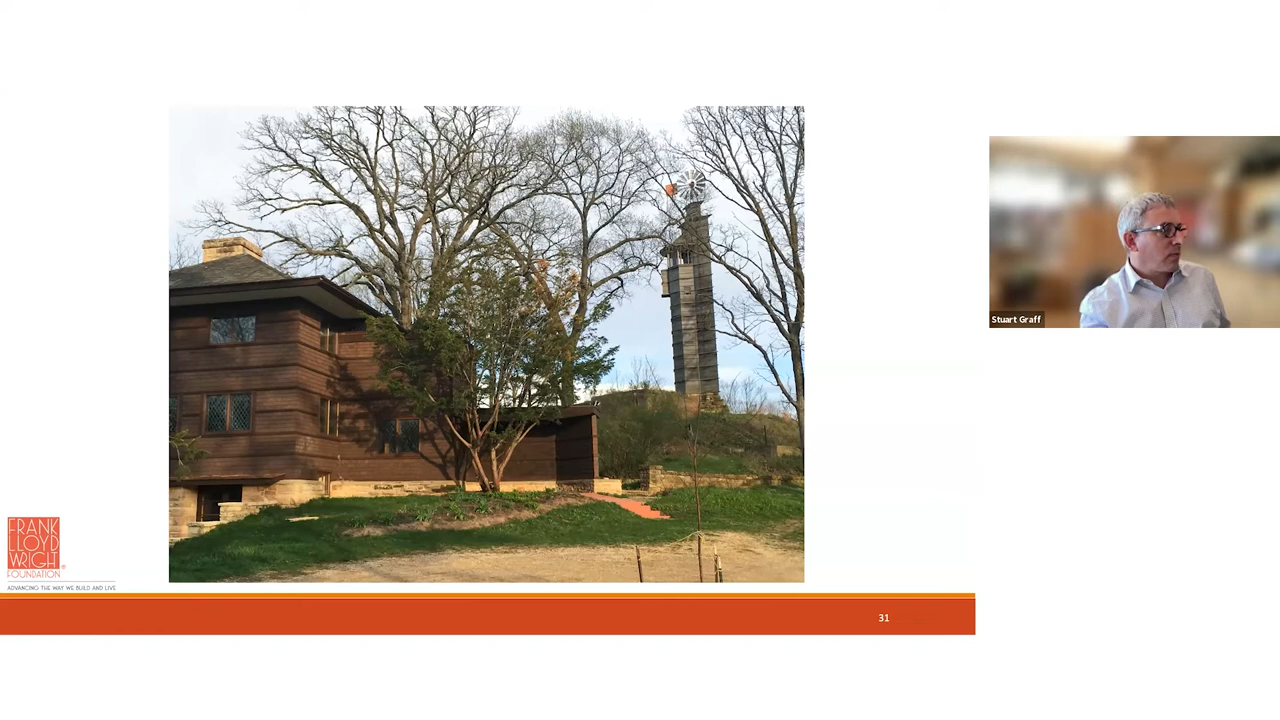 FRANK
LLOYD
WRIGHT
®
FOUNDATION
ADVANCING THE WAY WE BUILD AND LIVE
31
Stuart Graff